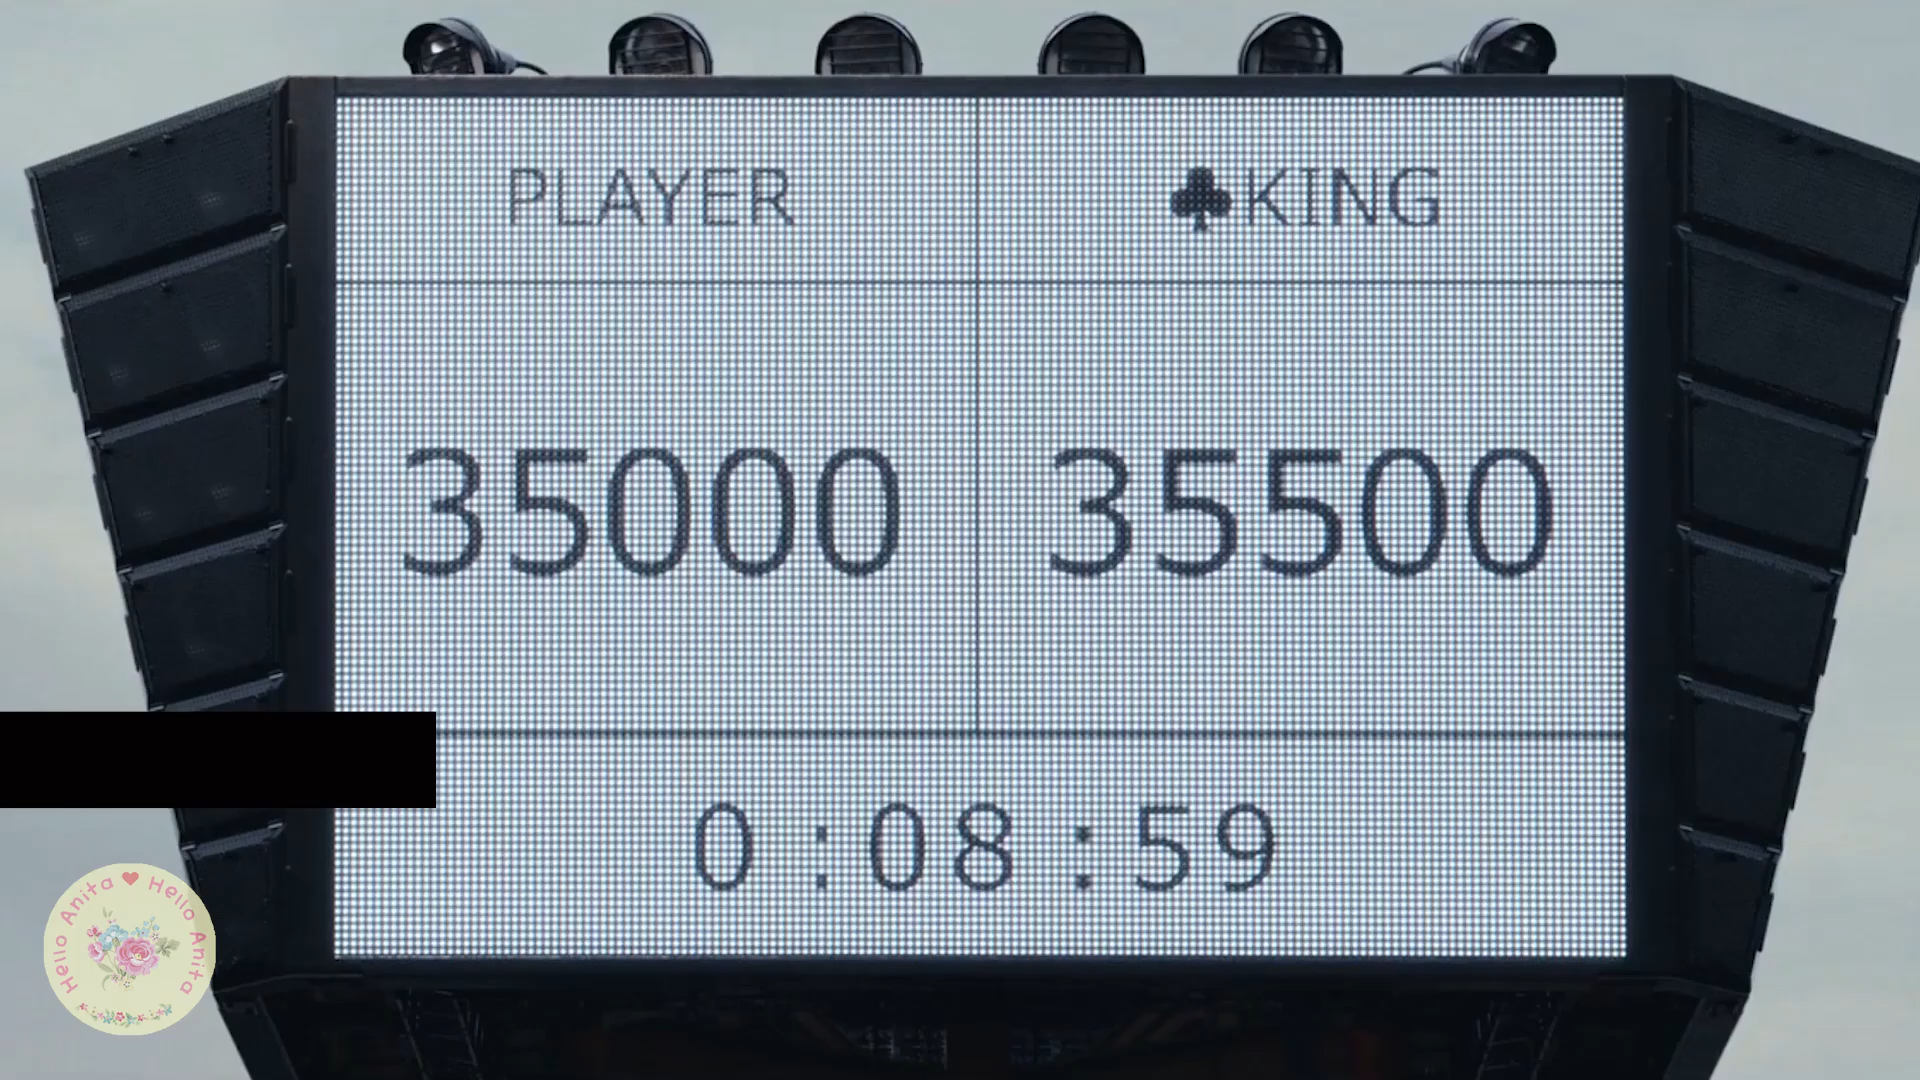 PLAYER
♣KING
35000
35500
0:08:59
Hello Anita ♥ Hello Anita